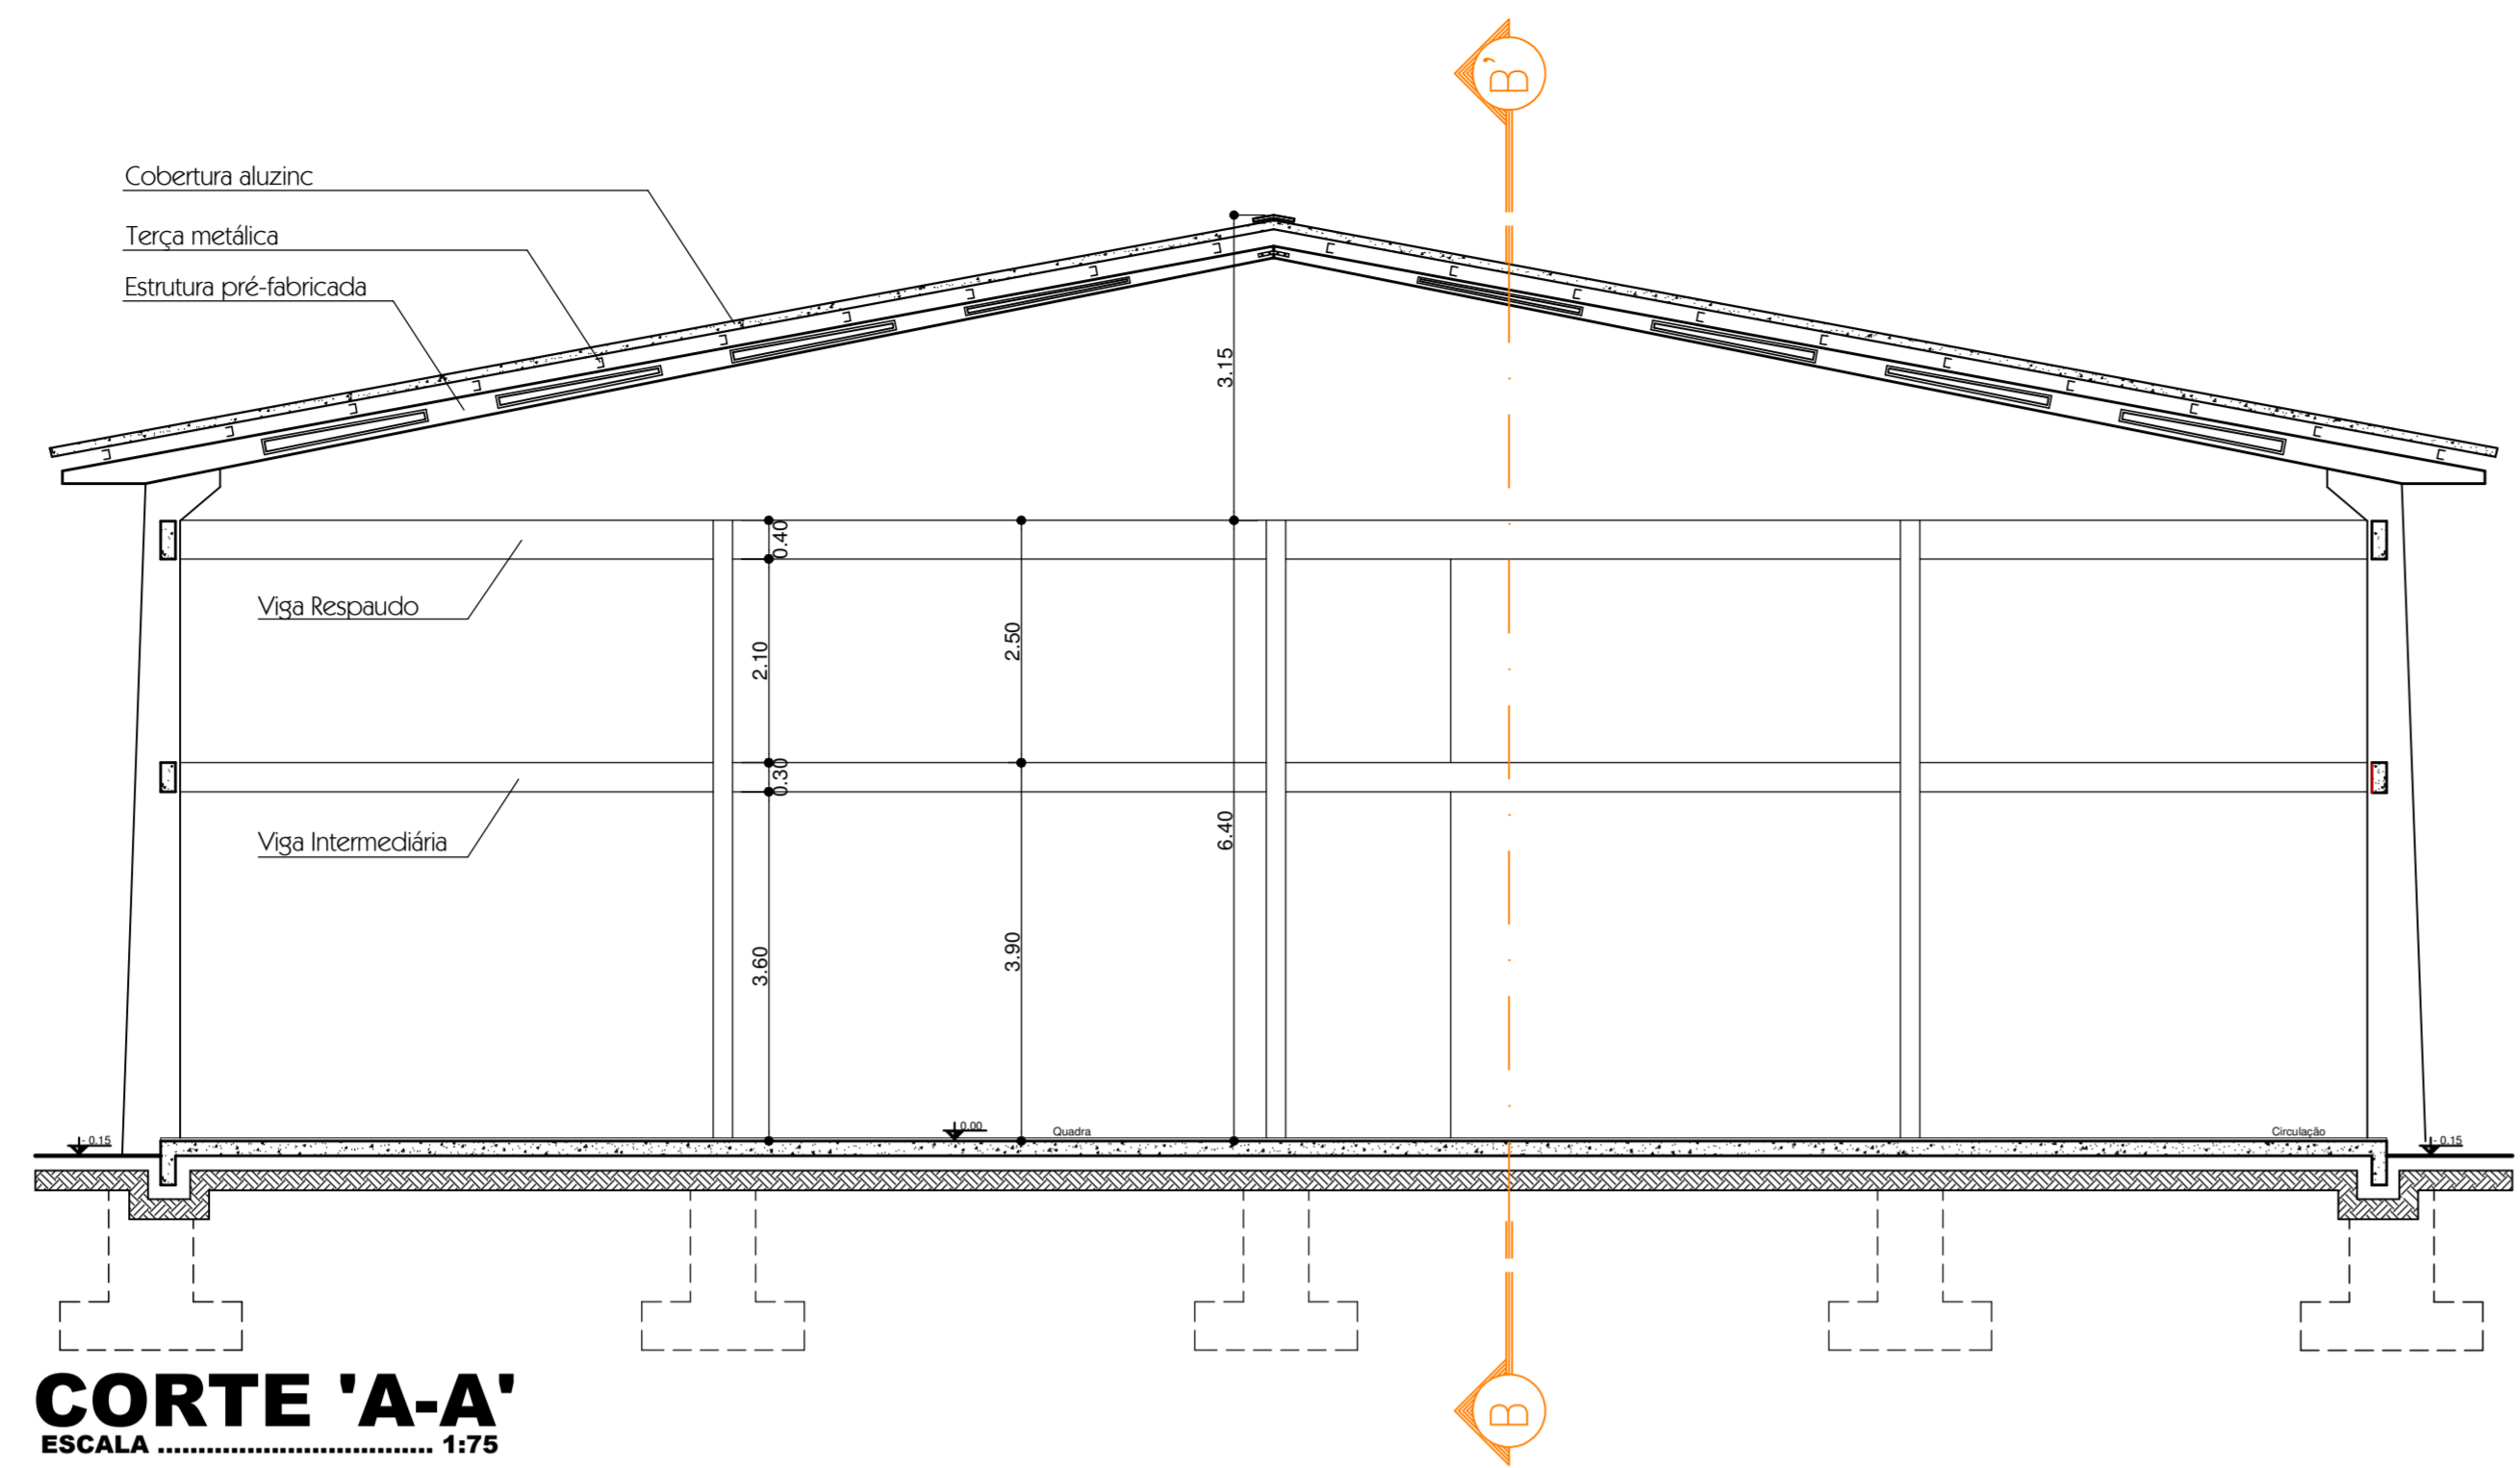 B'
Cobertura aluzinc
Terça metálica
Estrutura pré-fabricada
3.15
0.40
Viga Respaudo
2.10
2.50
0.30
Viga Intermediária
6.40
3.60
3.90
- 0.15
0.00
Quadra
Circulação
- 0.15
B
CORTE 'A-A'
ESCALA .................................. 1:75